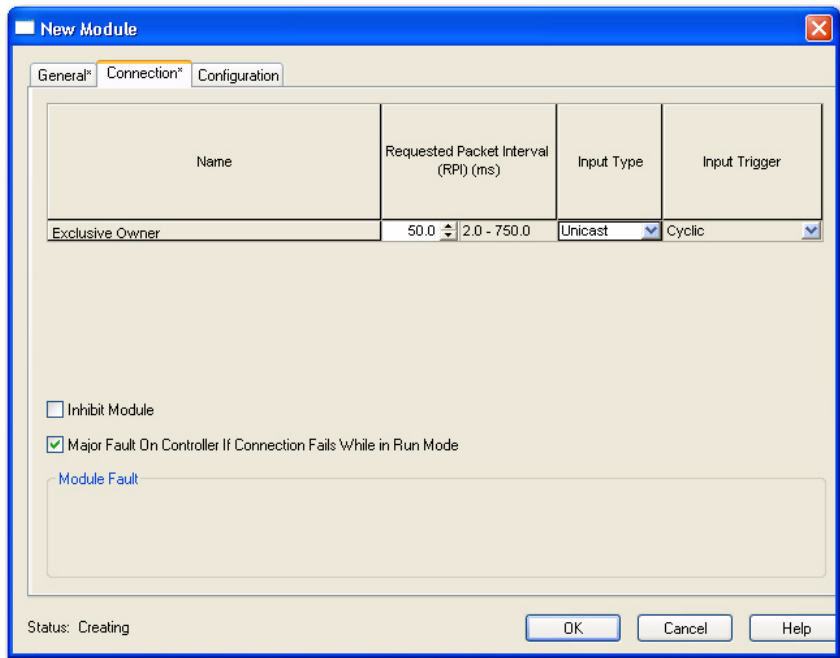 New Module
General* Connection* Configuration
Name Requested Packet Interval (RPI) (ms) Input Type Input Trigger
Exclusive Owner 50.0 2.0 - 750.0 Unicast Cyclic
Inhibit Module
Major Fault On Controller If Connection Fails While in Run Mode
Module Fault
Status: Creating OK Cancel Help